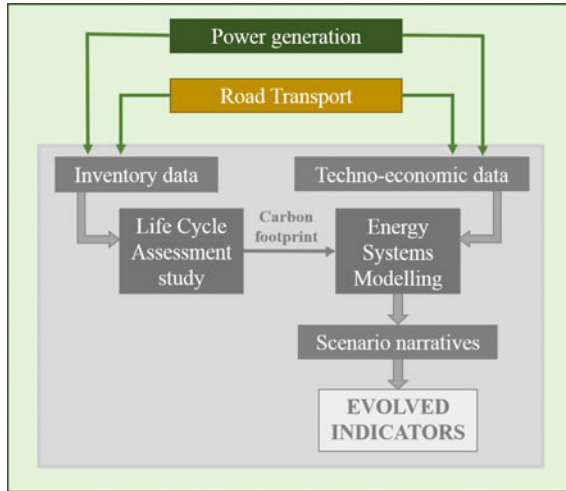 Power generation
Road Transport
Inventory data
Techno-economic data
Life Cycle
Assessment
study
Carbon
footprint
Energy
Systems
Modelling
Scenario narratives
EVOLVED
INDICATORS